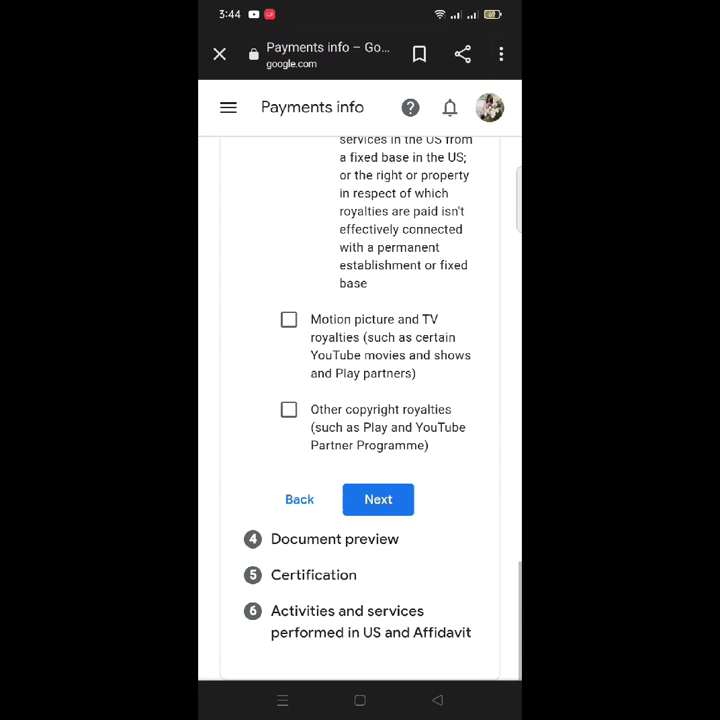 3:44
Payments info – Go...
google.com
Payments info
services in the US from
a fixed base in the US;
or the right or property
in respect of which
royalties are paid isn't
effectively connected
with a permanent
establishment or fixed
base
Motion picture and TV
royalties (such as certain
YouTube movies and shows
and Play partners)
Other copyright royalties
(such as Play and YouTube
Partner Programme)
Back Next
4 Document preview
5 Certification
6 Activities and services
performed in US and Affidavit